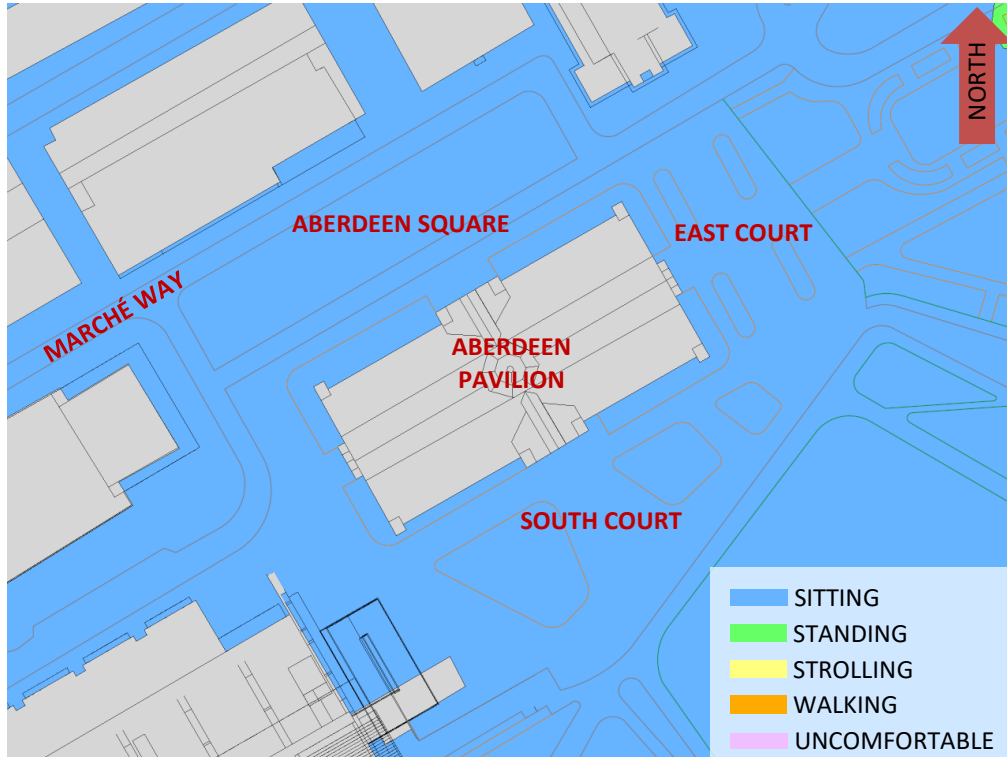 NORTH
ABERDEEN SQUARE
EAST COURT
MARCHÉ WAY
ABERDEEN
PAVILION
SOUTH COURT
SITTING
STANDING
STROLLING
WALKING
UNCOMFORTABLE